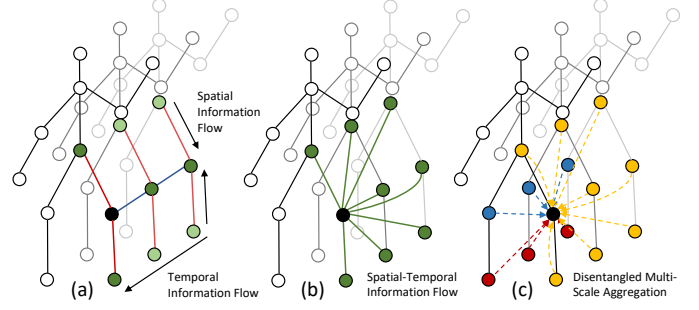 Spatial
Information
Flow
(a)
Temporal
Information Flow
(b)
Spatial-Temporal
Information Flow
(c)
Disentangled Multi-
Scale Aggregation